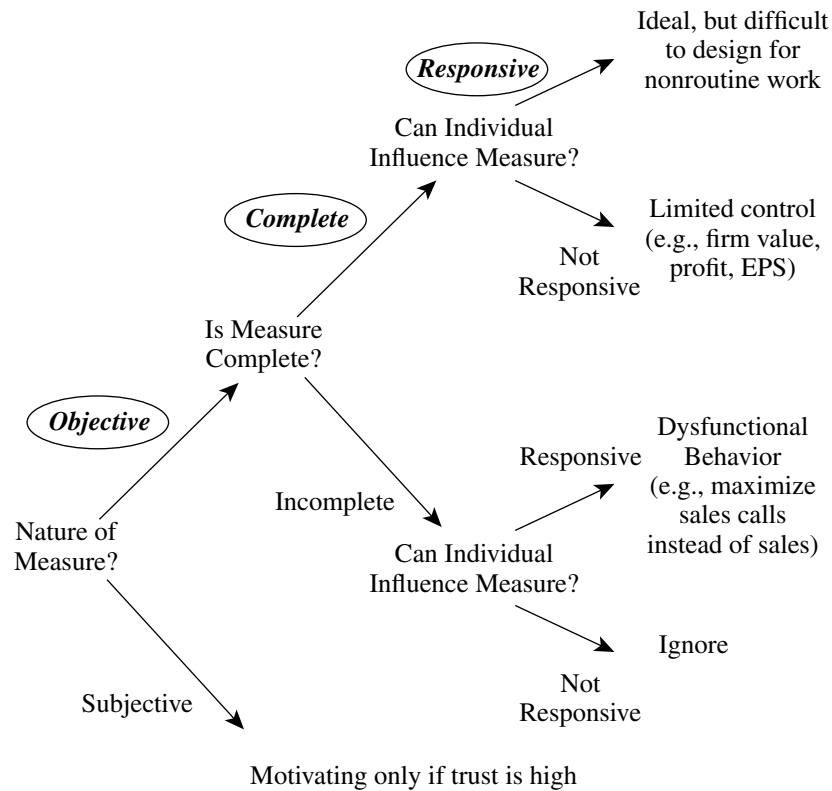 Ideal, but difficult
to design for
nonroutine work
Responsive
Can Individual
Influence Measure?
Complete
Limited control
(e.g., firm value,
profit, EPS)
Not
Responsive
Is Measure
Complete?
Objective
Dysfunctional
Behavior
(e.g., maximize
sales calls
instead of sales)
Responsive
Incomplete
Nature of
Measure?
Can Individual
Influence Measure?
Ignore
Not
Responsive
Subjective
Motivating only if trust is high